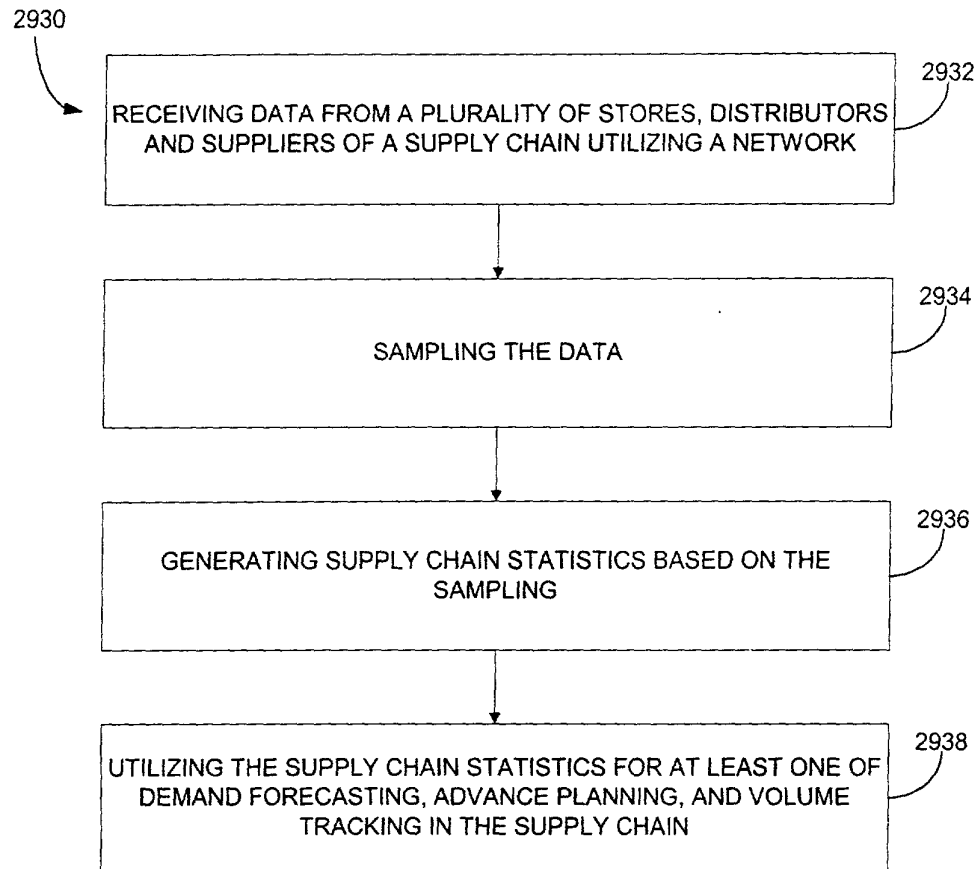 2930
2932
RECEIVING DATA FROM A PLURALITY OF STORES, DISTRIBUTORS
AND SUPPLIERS OF A SUPPLY CHAIN UTILIZING A NETWORK
2934
SAMPLING THE DATA
2936
GENERATING SUPPLY CHAIN STATISTICS BASED ON THE
SAMPLING
2938
UTILIZING THE SUPPLY CHAIN STATISTICS FOR AT LEAST ONE OF
DEMAND FORECASTING, ADVANCE PLANNING, AND VOLUME
TRACKING IN THE SUPPLY CHAIN